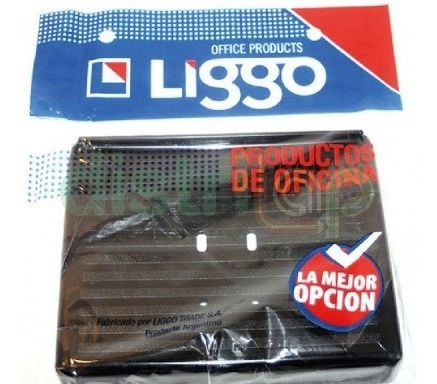 OFFICE PRODUCTS
Liggo
PRODUCTOS
DE OFICINA
LA MEJOR
OPCION
Fabricado por LIGGO TRADE S.A.
Producto Argentino